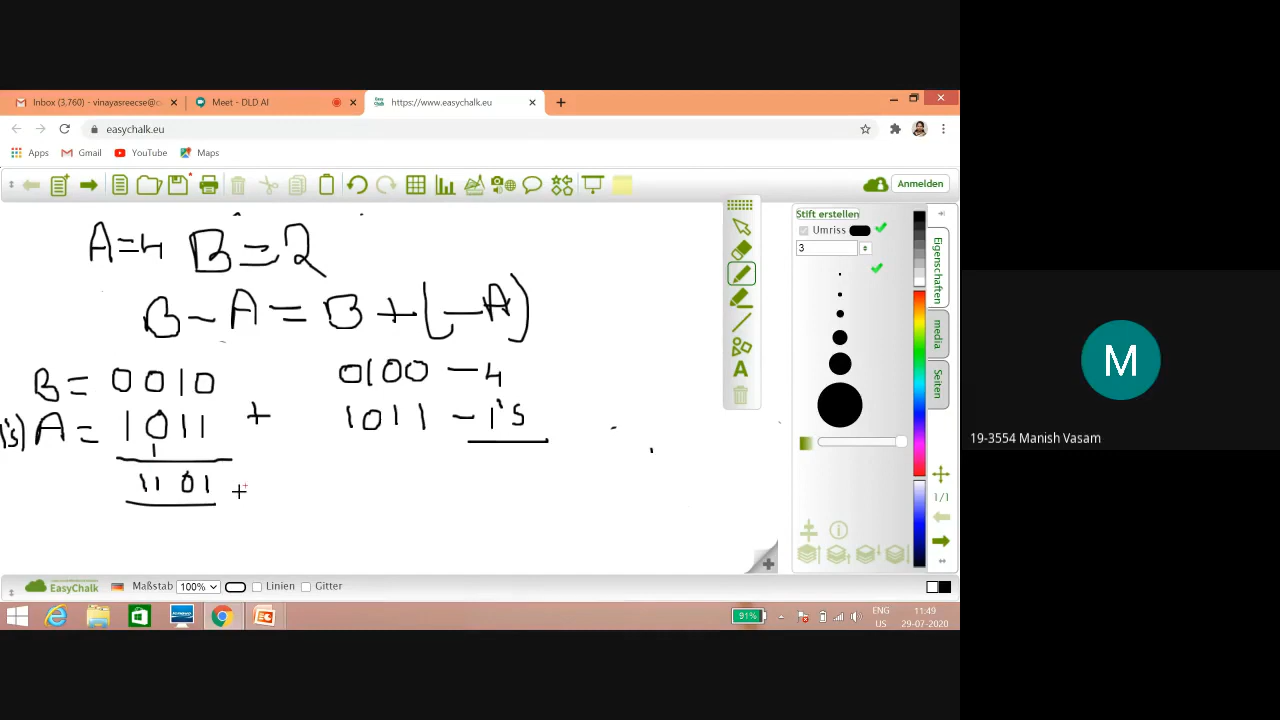 Inbox (3.760) - vinayasreecse@c
Meet - DLD AI
https://www.easychalk.eu
easychalk.eu
Apps Gmail YouTube Maps
Anmelden
A=4 B=2
B-A=B+(-A)
B= 0010
(1's) A= 1011 +
1
1101
0100 - 4
1011 - 1's
Stift erstellen
Umriss
3
Eigenschaften
media
Seiten
1/1
EasyChalk Maßstab 100% Linien Gitter
91%
ENG
US
11:49
29-07-2020
M
19-3554 Manish Vasam